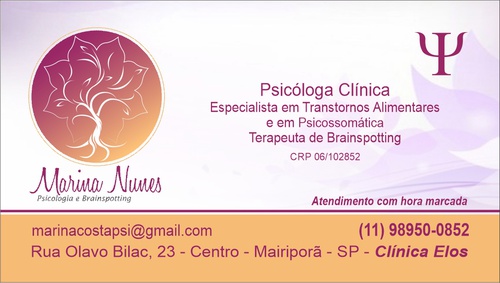 Ψ
Psicóloga Clínica
Especialista em Transtornos Alimentares
e em Psicossomática
Terapeuta de Brainspotting
CRP 06/102852
Marina Nunes
Psicologia e Brainspotting
Atendimento com hora marcada
marinacostapsi@gmail.com
(11) 98950-0852
Rua Olavo Bilac, 23 - Centro - Mairiporã - SP - Clínica Elos